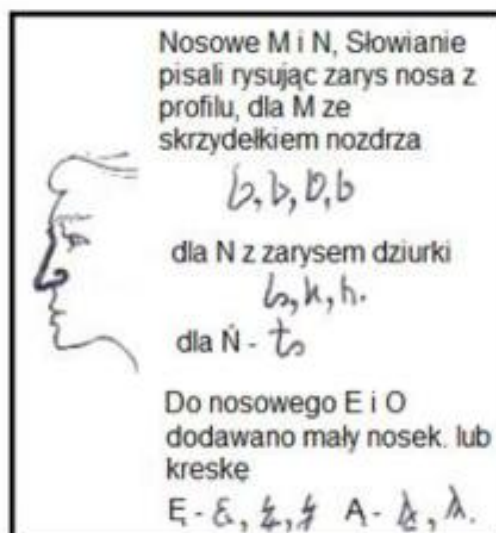 Nosowe M i N, Słowianie
pisali rysując zarys nosa z
profilu, dla M ze
skrzydełkiem nozdrza
dla N z zarysem dziurki
dla Ń -
Do nosowego E i O
dodawano mały nosek. lub
kreskę
Ę - Ą -